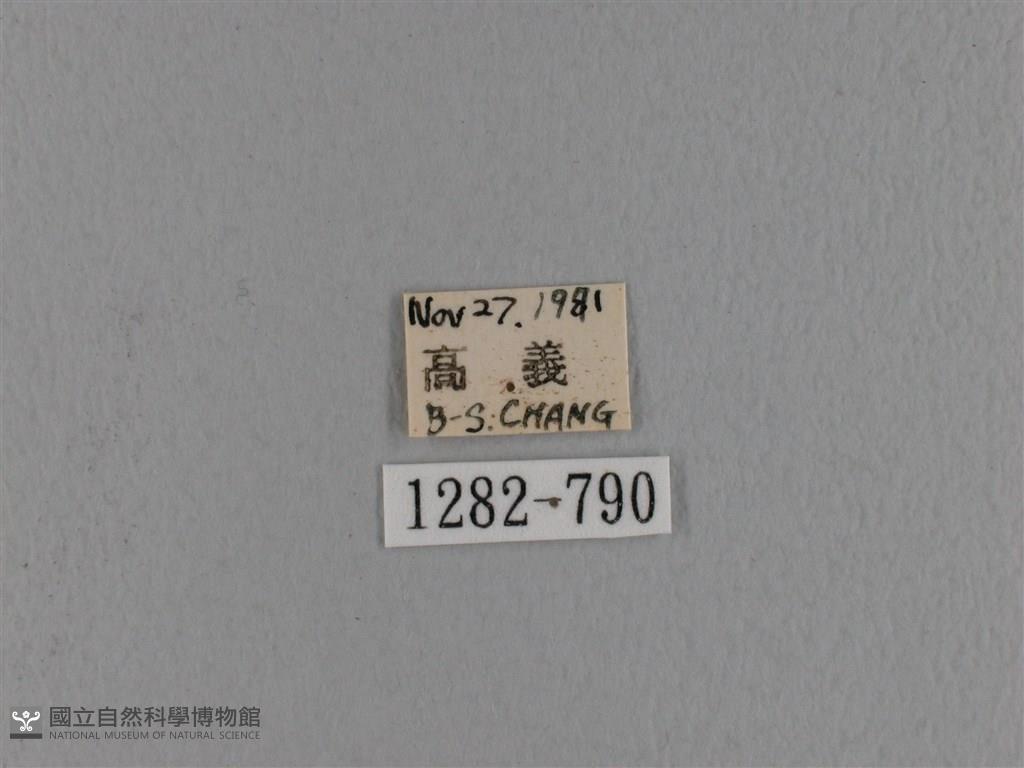 Nov 27. 1981
高 義
B-S. CHANG
1282-790
國立自然科學博物館
NATIONAL MUSEUM OF NATURAL SCIENCE